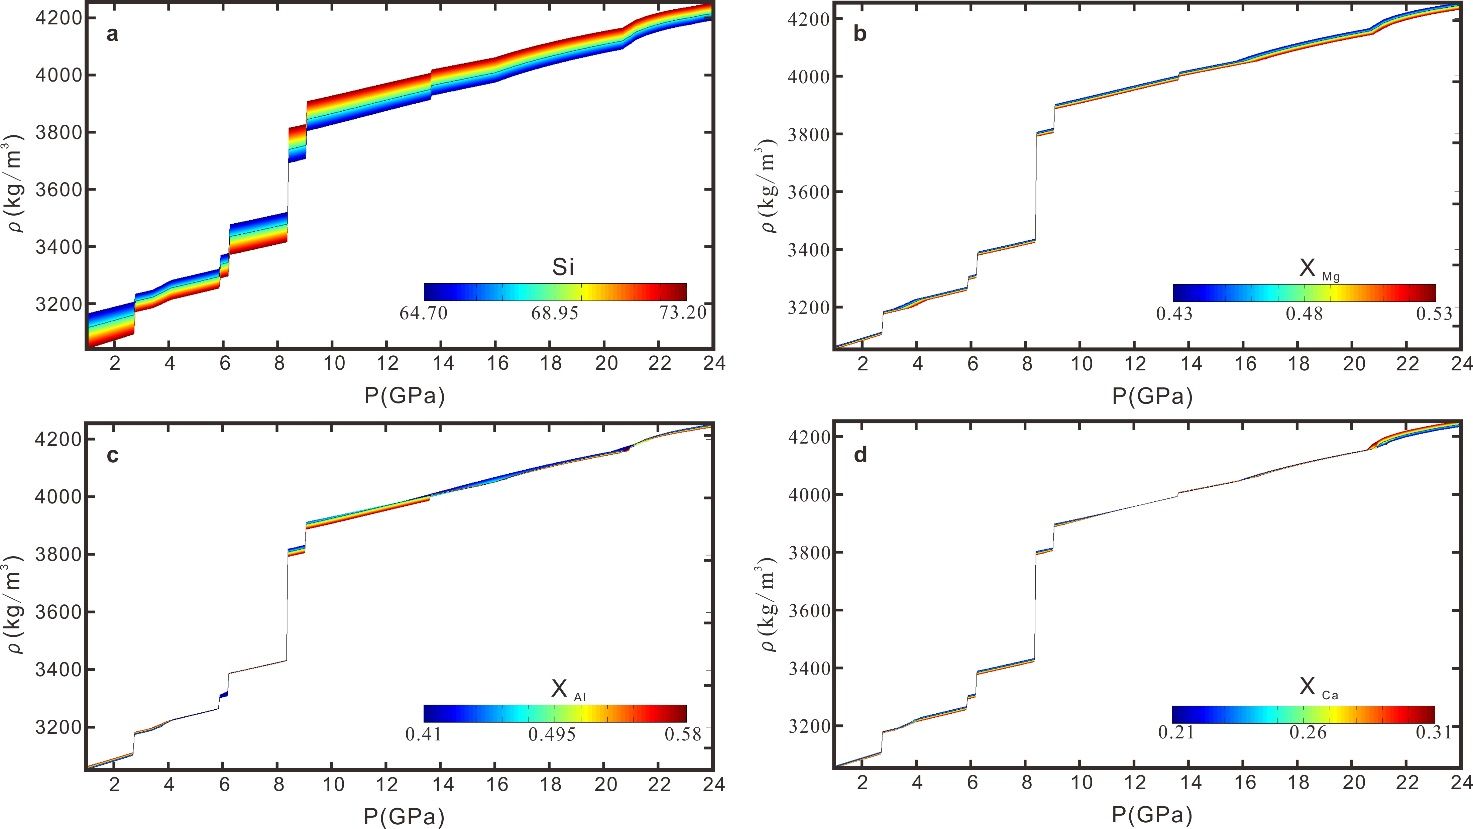 a
4200
4000
3800
3600
3400
3200
ρ (kg/m³)
Si
64.70 68.95 73.20
2 4 6 8 10 12 14 16 18 20 22 24
P(GPa)
b
4200
4000
3800
3600
3400
3200
ρ (kg/m³)
X Mg
0.43 0.48 0.53
2 4 6 8 10 12 14 16 18 20 22 24
P(GPa)
c
4200
4000
3800
3600
3400
3200
ρ (kg/m³)
X Al
0.41 0.495 0.58
2 4 6 8 10 12 14 16 18 20 22 24
P(GPa)
d
4200
4000
3800
3600
3400
3200
ρ (kg/m³)
X Ca
0.21 0.26 0.31
2 4 6 8 10 12 14 16 18 20 22 24
P(GPa)